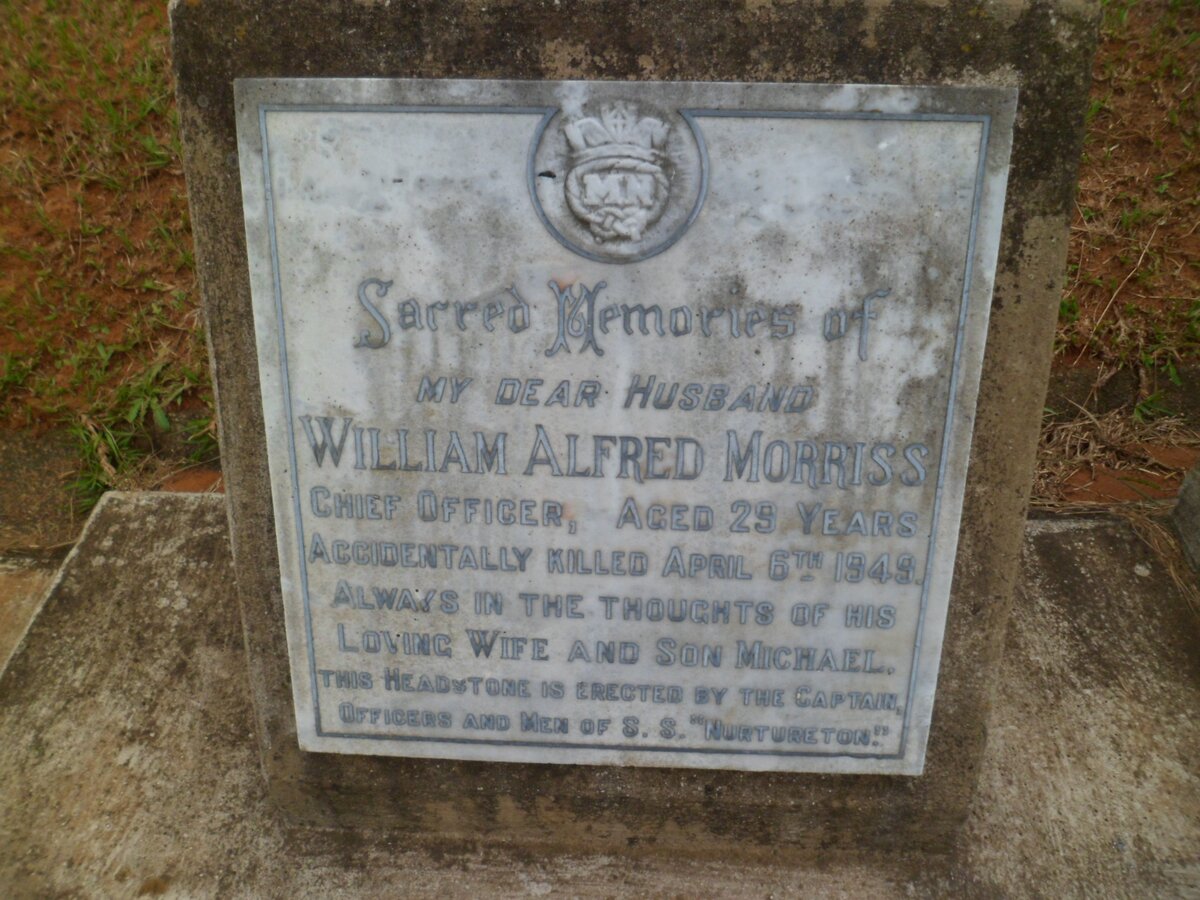 MN
Sacred Memories of
MY DEAR HUSBAND
WILLIAM ALFRED MORRISS
CHIEF OFFICER, AGED 29 YEARS
ACCIDENTALLY KILLED APRIL 6TH 1949.
ALWAYS IN THE THOUGHTS OF HIS
LOVING WIFE AND SON MICHAEL.
THIS HEADSTONE IS ERECTED BY THE CAPTAIN,
OFFICERS AND MEN OF S. S. "NURTURETON."